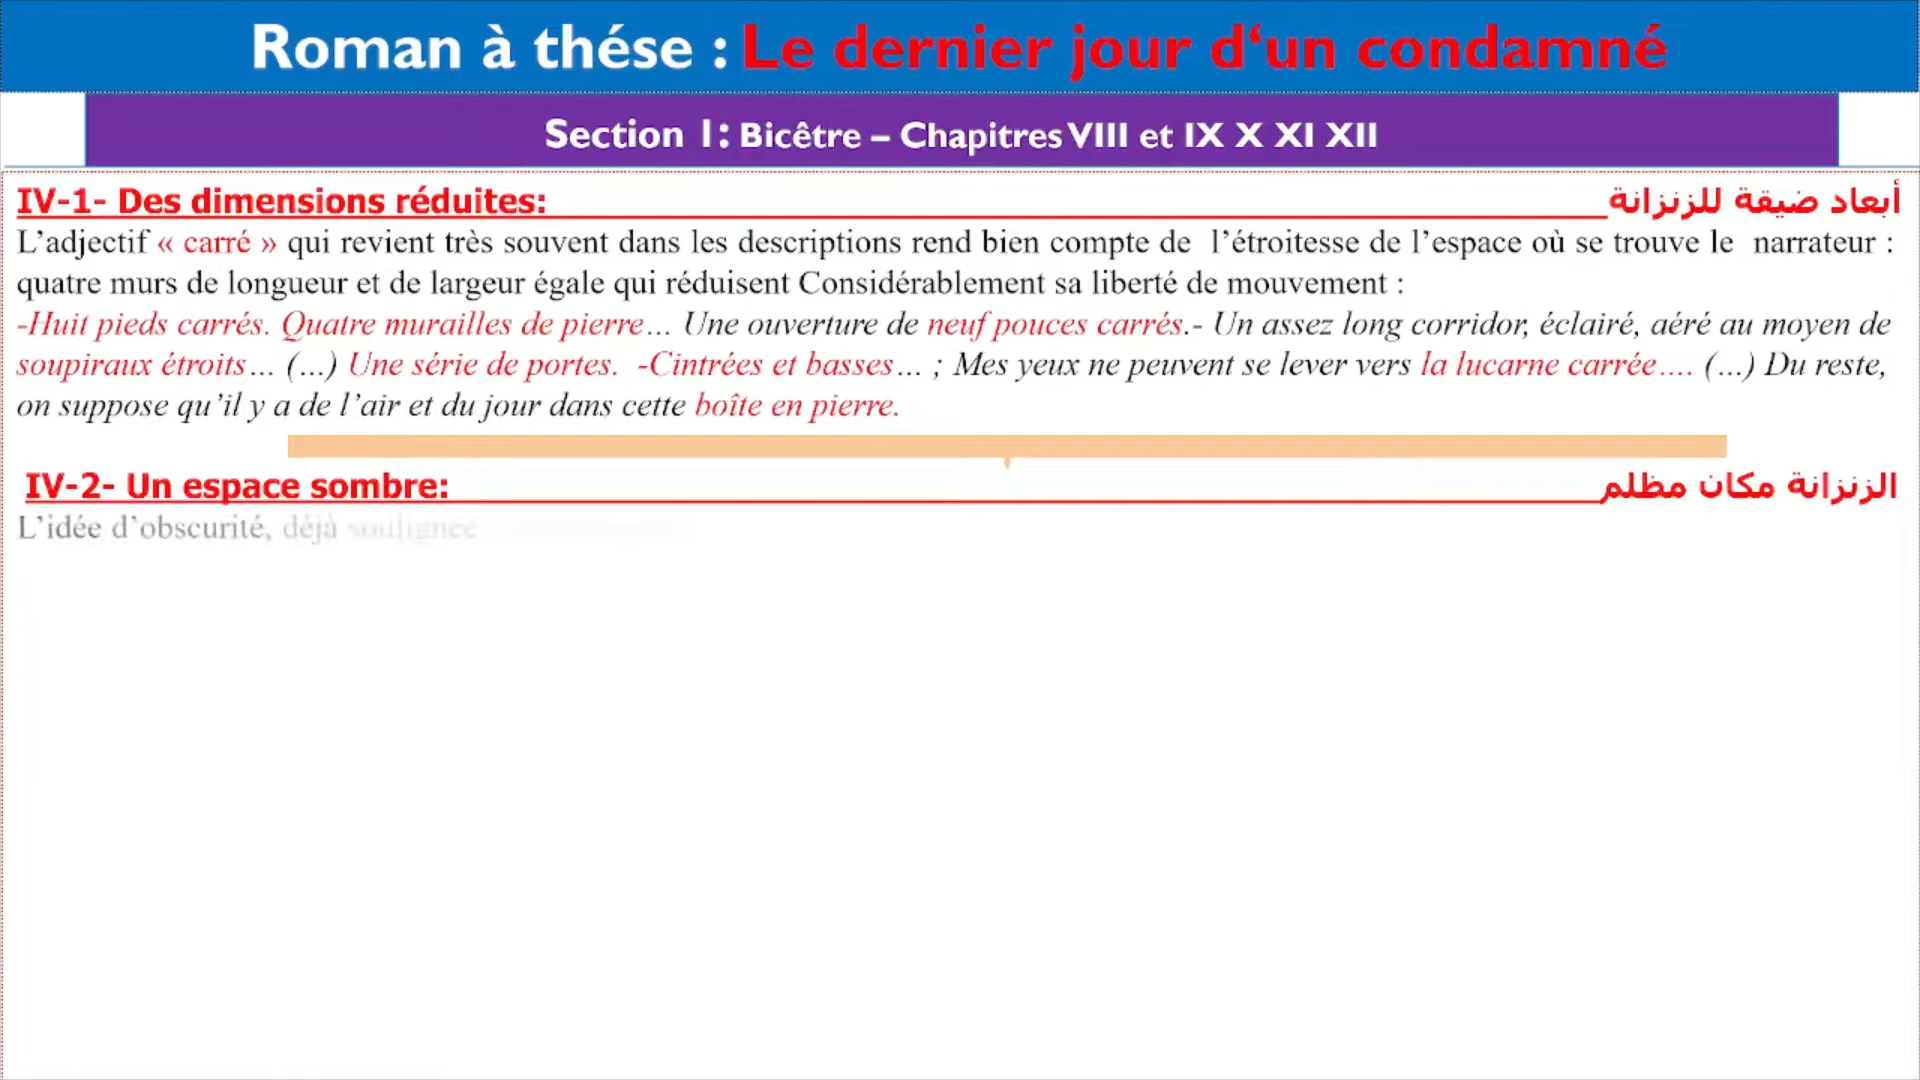 Roman à thése : Le dernier jour d‘un condamné
Section 1: Bicêtre – Chapitres VIII et IX X XI XII
IV-1- Des dimensions réduites: أبعاد ضيقة للزنزانة
L’adjectif « carré » qui revient très souvent dans les descriptions rend bien compte de l’étroitesse de l’espace où se trouve le narrateur :
quatre murs de longueur et de largeur égale qui réduisent Considérablement sa liberté de mouvement :
-Huit pieds carrés. Quatre murailles de pierre… Une ouverture de neuf pouces carrés.- Un assez long corridor, éclairé, aéré au moyen de
soupiraux étroits… (…) Une série de portes. -Cintrées et basses… ; Mes yeux ne peuvent se lever vers la lucarne carrée…. (…) Du reste,
on suppose qu’il y a de l’air et du jour dans cette boîte en pierre.
IV-2- Un espace sombre: الزنزانة مكان مظلم
L’idée d’obscurité, déjà soulignée